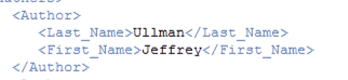 <Author>
<Last_Name>Ullman</Last_Name>
<First_Name>Jeffrey</First_Name>
</Author>